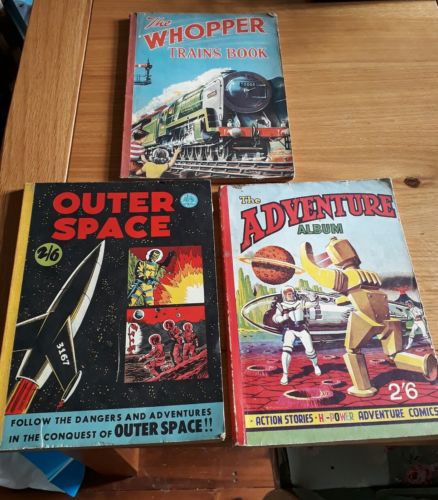 The
WHOPPER
TRAINS BOOK
OUTER
SPACE
2/6
3167
FOLLOW THE DANGERS AND ADVENTURES
IN THE CONQUEST OF OUTER SPACE!!
The
ADVENTURE
ALBUM
2/6
• ACTION STORIES • H-POWER ADVENTURE COMICS